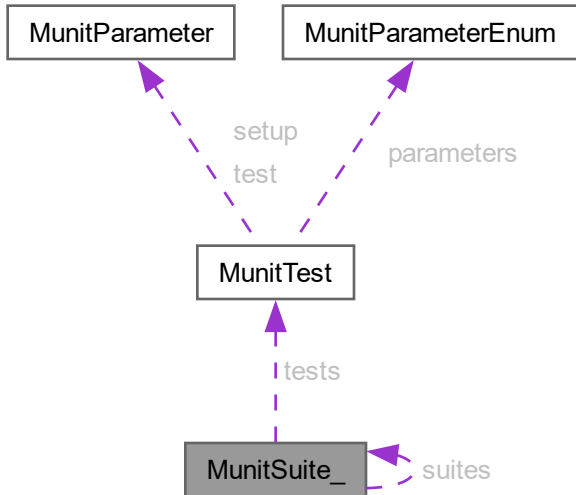 MunitParameter
MunitParameterEnum
setup
test
parameters
MunitTest
tests
MunitSuite_
suites